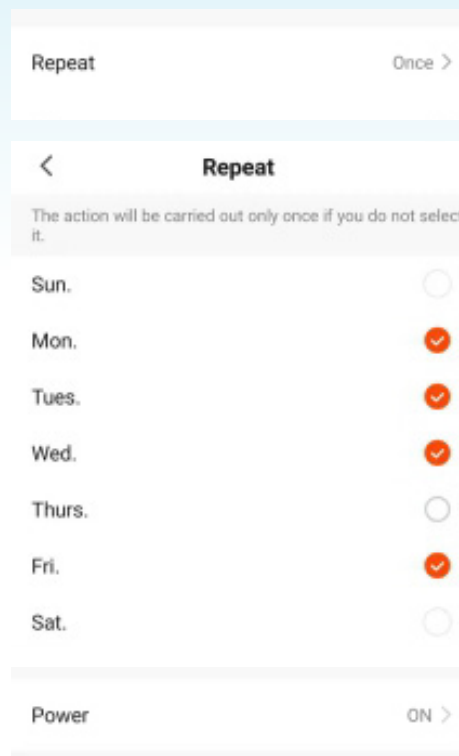 Repeat Once >
< Repeat
The action will be carried out only once if you do not select
it.
Sun.
Mon.
Tues.
Wed.
Thurs.
Fri.
Sat.
Power ON >